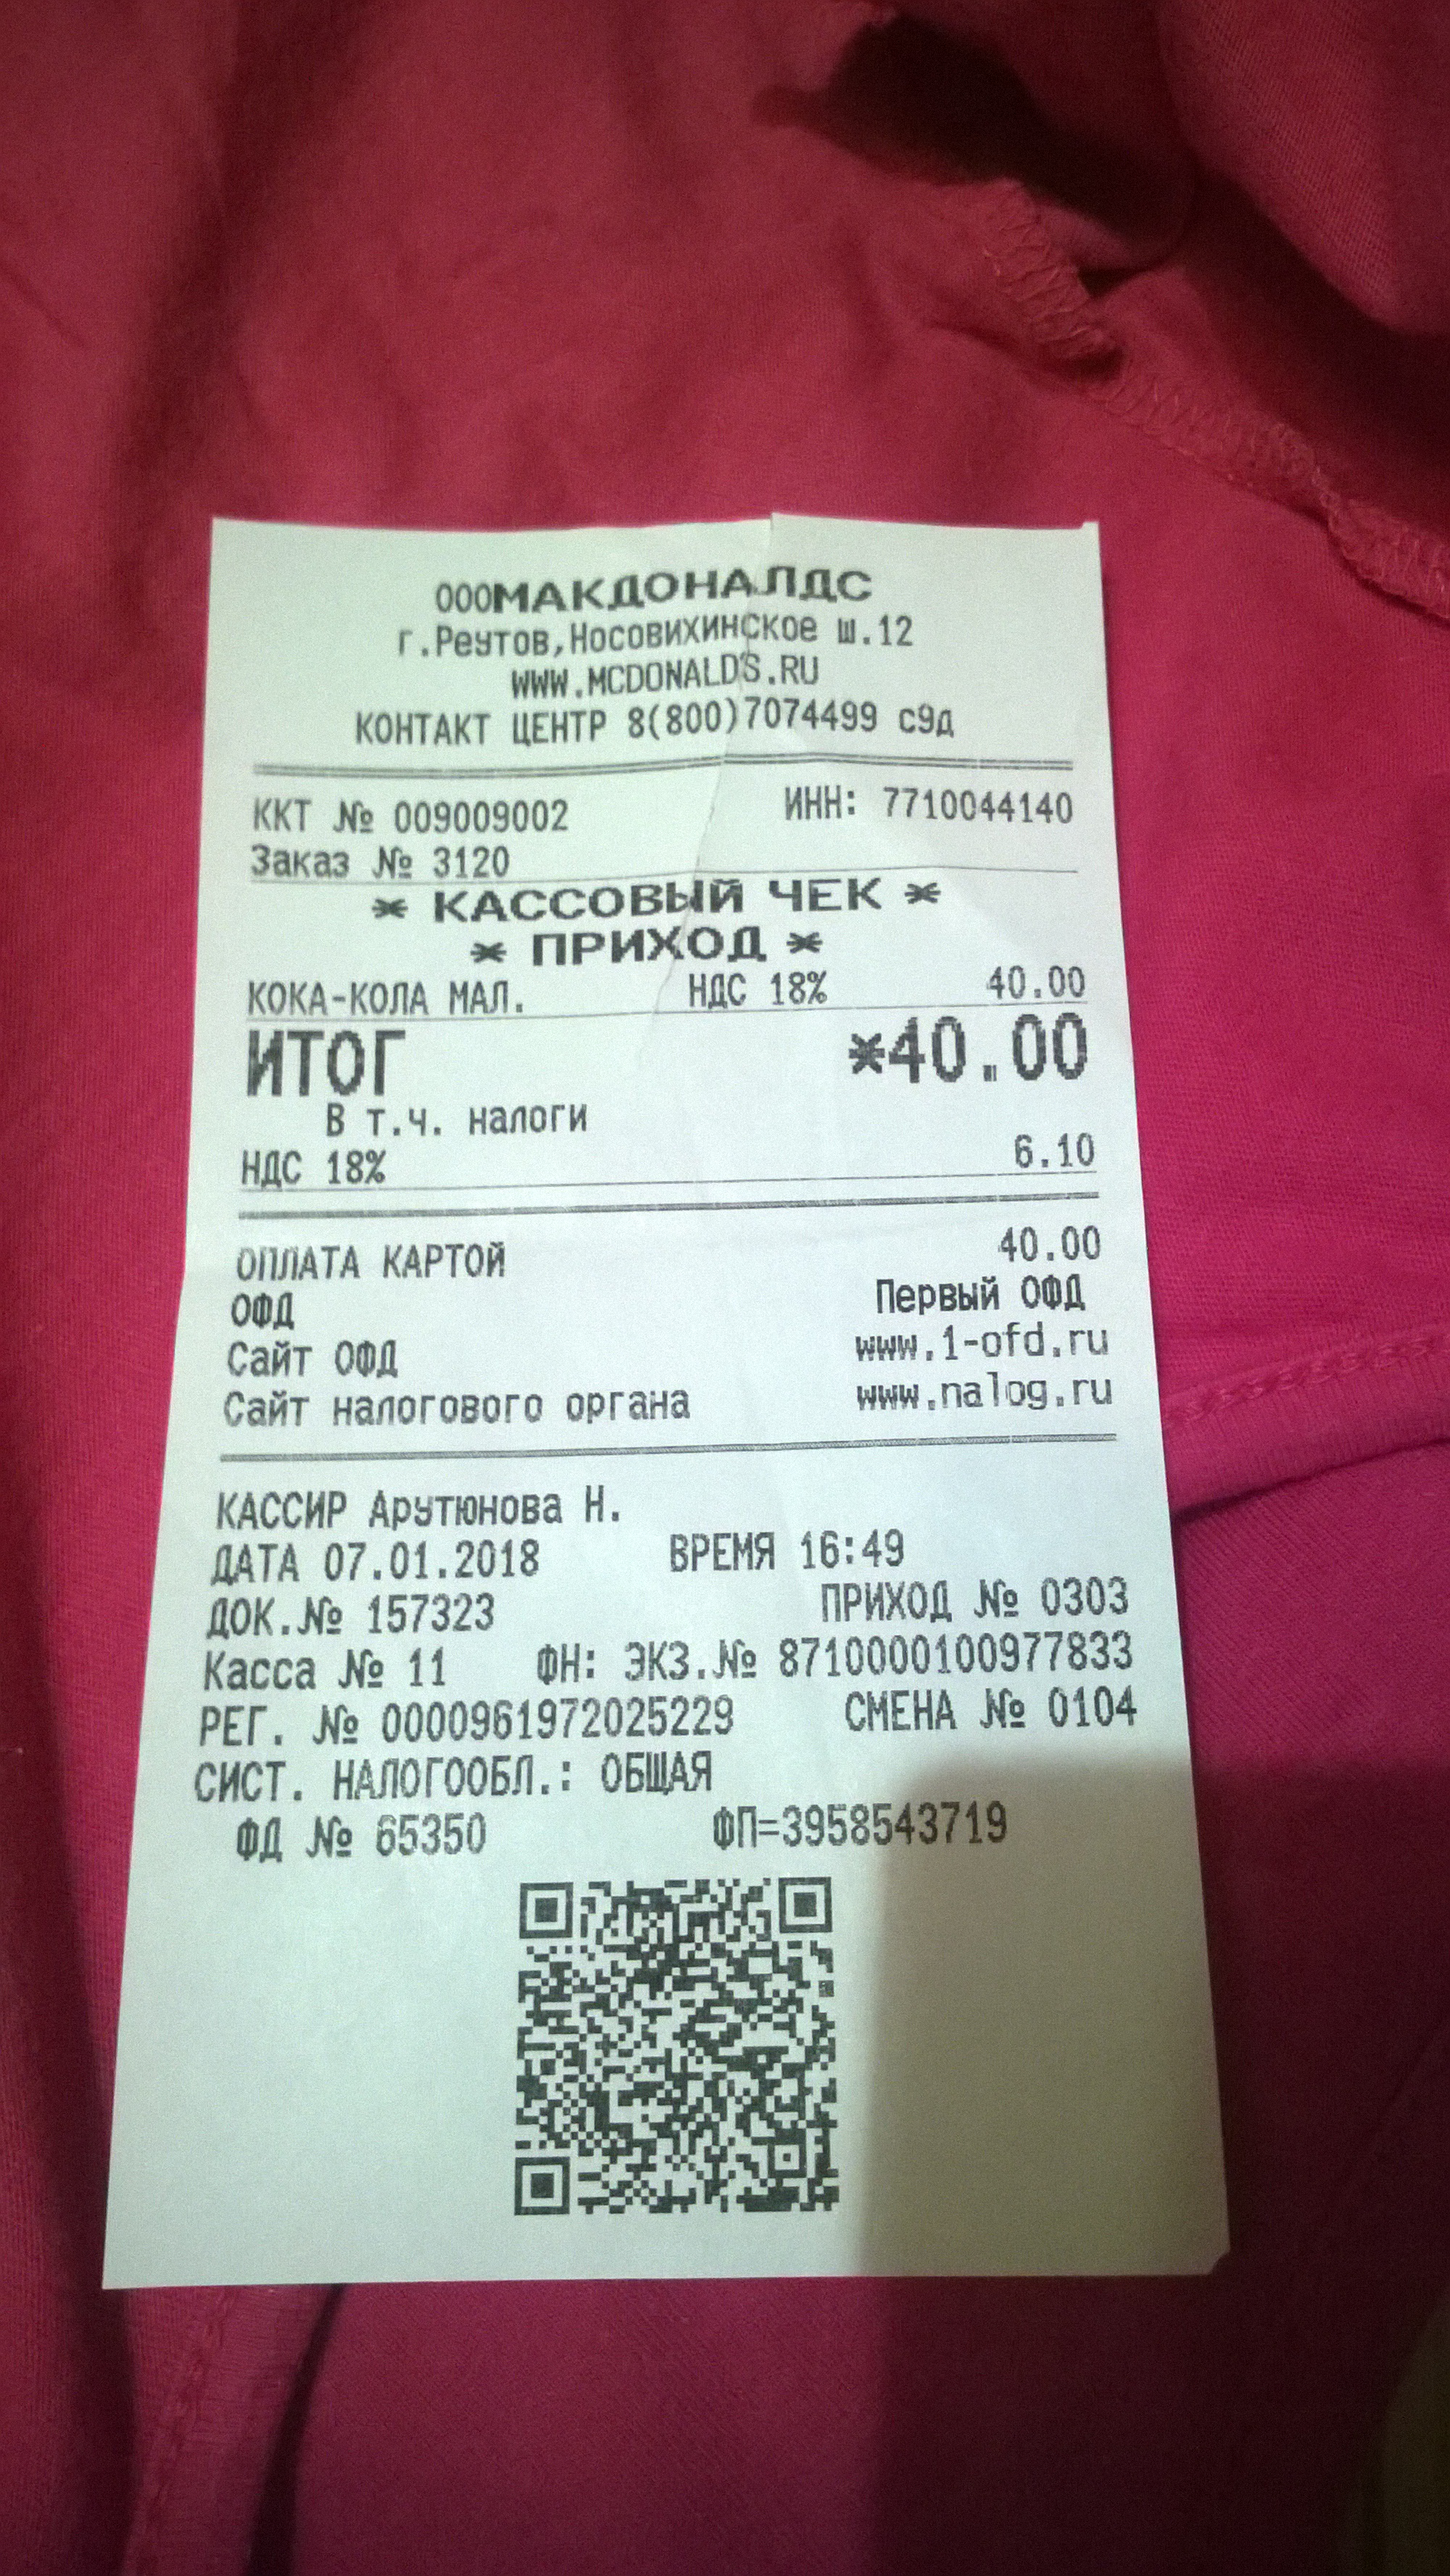 ОООМАКДОНАЛДС
г.Реутов,Носовихинское ш.12
WWW.MCDONALD'S.RU
КОНТАКТ ЦЕНТР 8(800)7074499 с9д
ККТ № 009009002 ИНН: 7710044140
Заказ № 3120
* КАССОВЫЙ ЧЕК *
* ПРИХОД *
КОКА-КОЛА МАЛ. НДС 18% 40.00
ИТОГ *40.00
В т.ч. налоги
НДС 18% 6.10
ОПЛАТА КАРТОЙ 40.00
ОФД Первый ОФД
Сайт ОФД www.1-ofd.ru
Сайт налогового органа www.nalog.ru
КАССИР Арутюнова Н.
ДАТА 07.01.2018 ВРЕМЯ 16:49
ДОК.№ 157323 ПРИХОД № 0303
Касса № 11 ФН: ЭКЗ.№ 8710000100977833
РЕГ. № 0000961972025229 СМЕНА № 0104
СИСТ. НАЛОГООБЛ.: ОБЩАЯ
ФД № 65350 ФП=3958543719